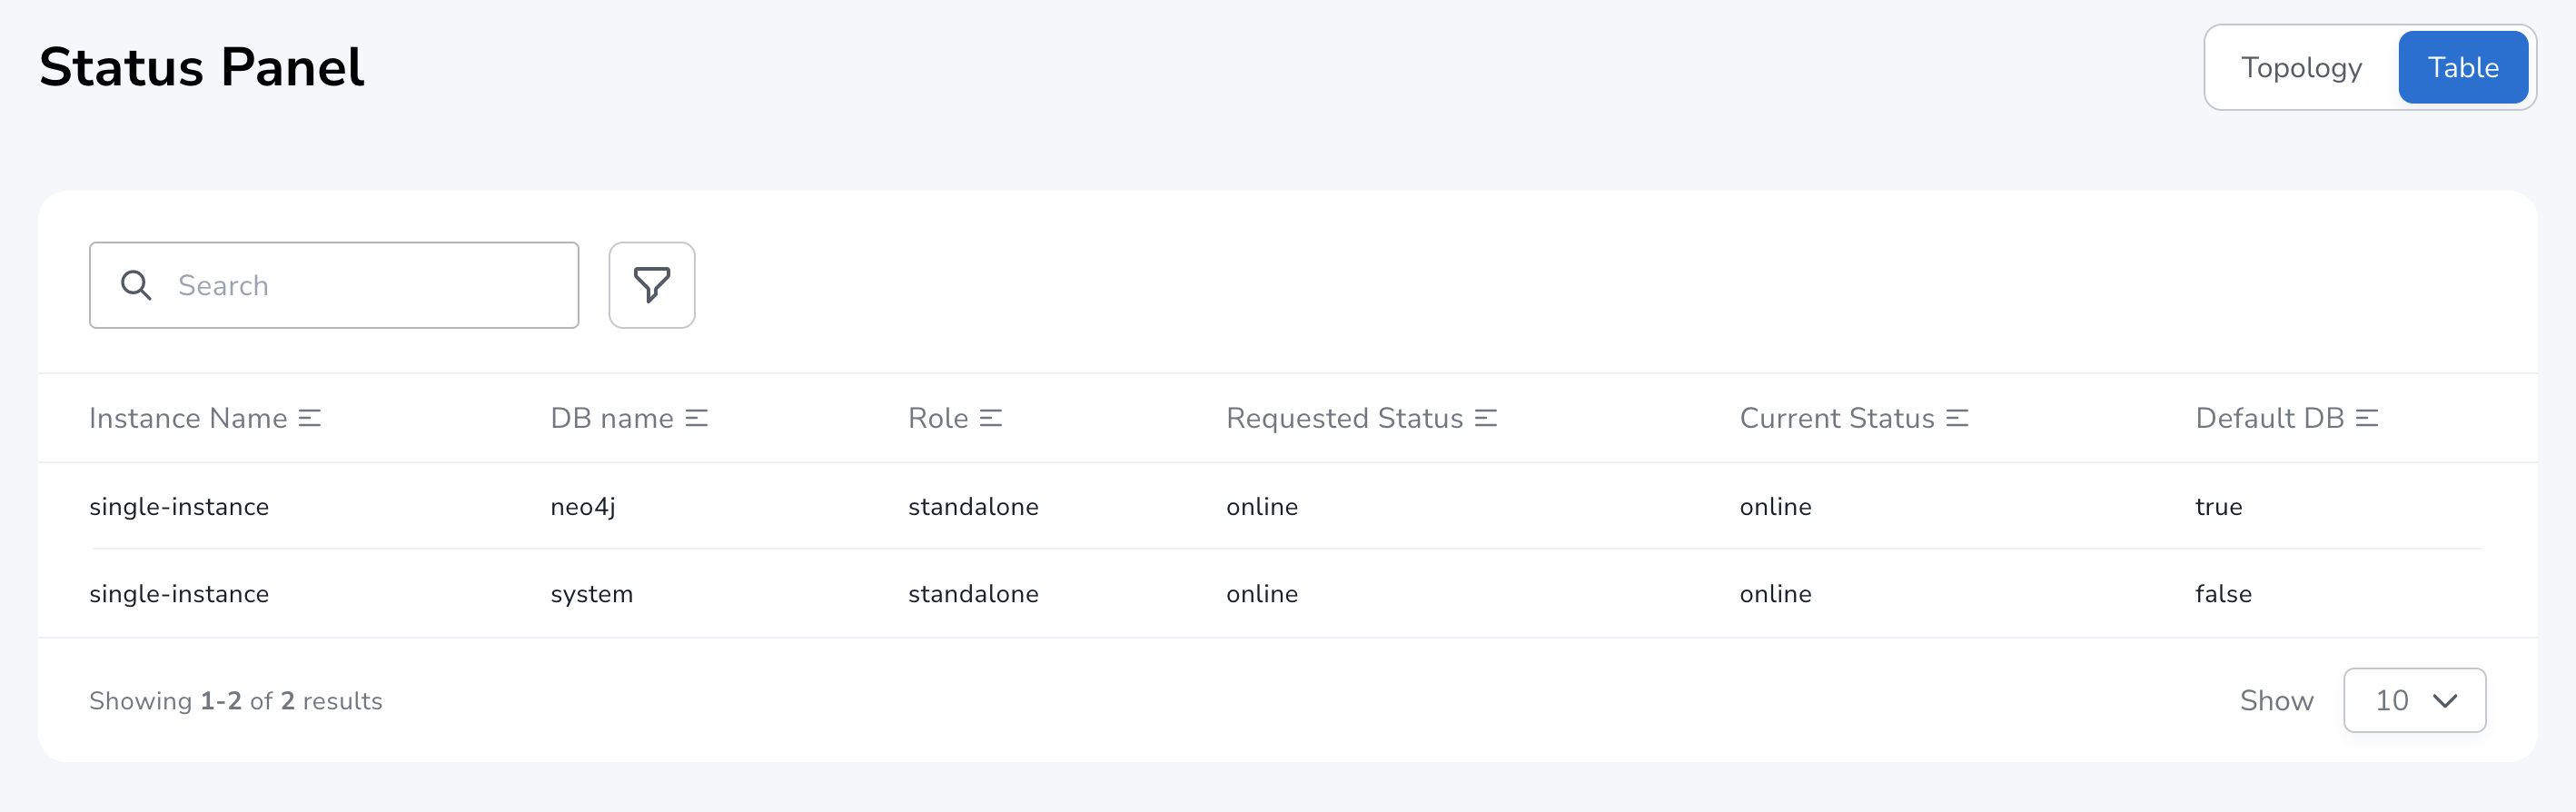 Status Panel
Topology Table
Search
Instance Name DB name Role Requested Status Current Status Default DB
single-instance neo4j standalone online online true
single-instance system standalone online online false
Showing 1-2 of 2 results Show 10